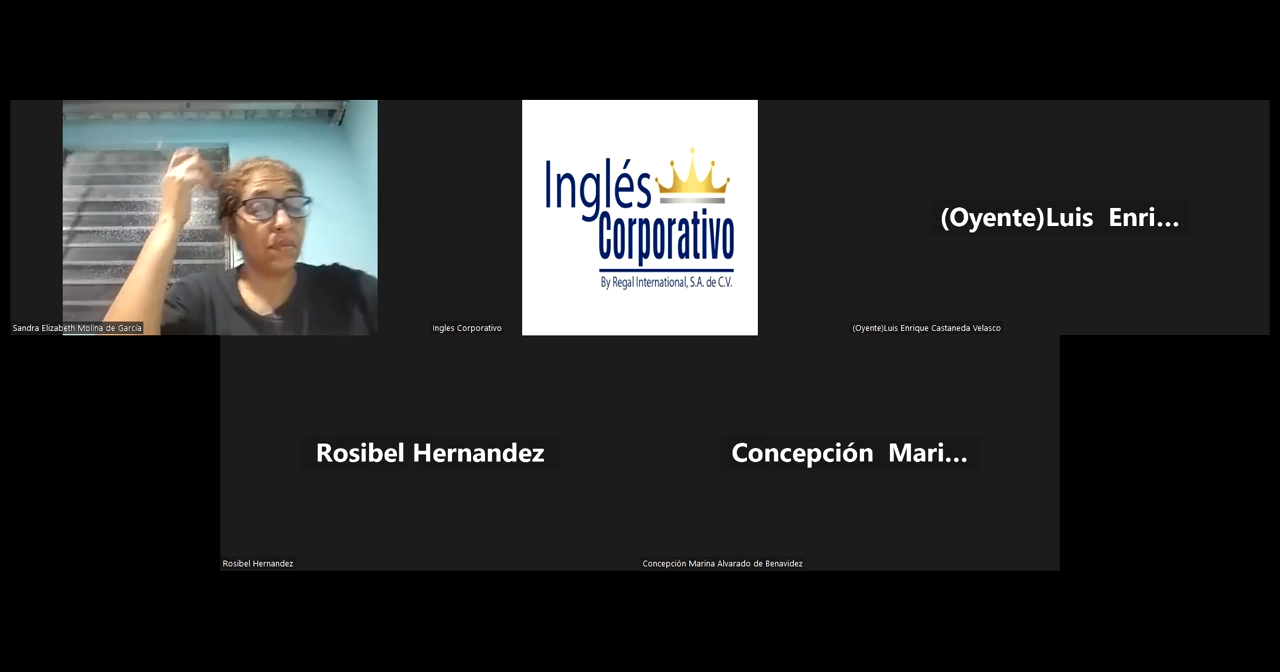 Inglés
Corporativo
By Regal International, S.A. de C.V.
(Oyente)Luis Enri...
Sandra Elizabeth Molina de García
Ingles Corporativo
(Oyente)Luis Enrique Castaneda Velasco
Rosibel Hernandez
Concepción Mari...
Rosibel Hernandez
Concepción Marina Alvarado de Benavidez